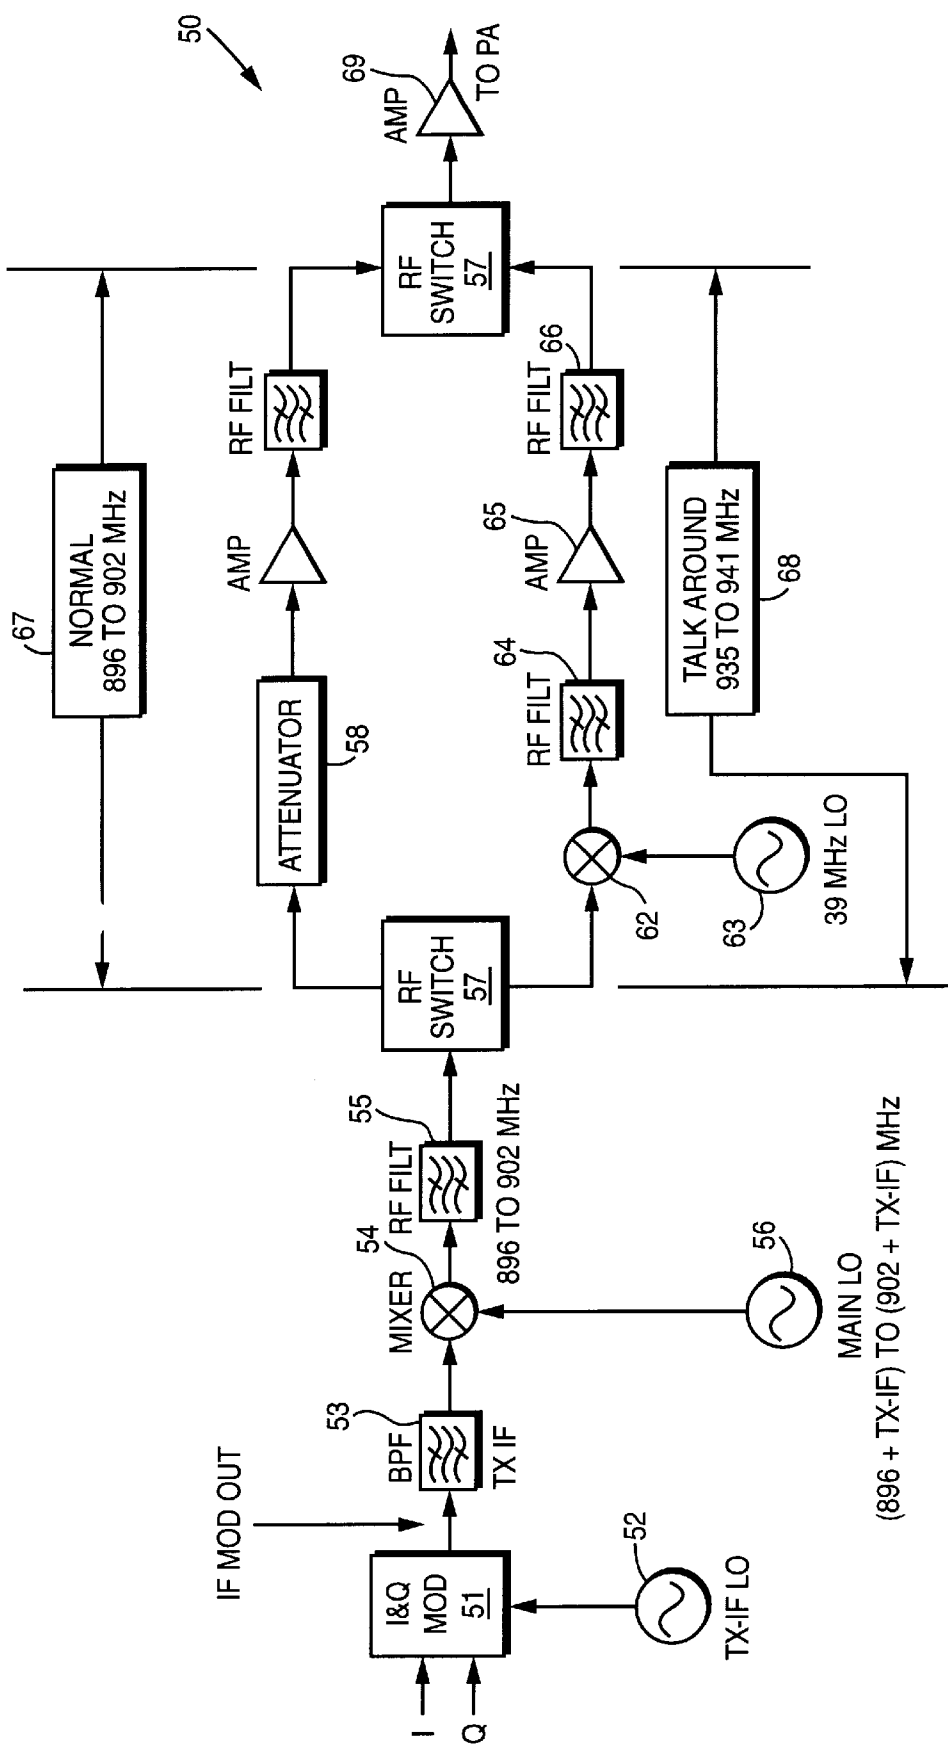 50
67
NORMAL
896 TO 902 MHz
AMP
69
TO PA
RF FILT
AMP
ATTENUATOR
58
RF
SWITCH
57
RF
SWITCH
57
IF MOD OUT
I
Q
I&Q
MOD
51
BPF
53
TX IF
MIXER
54
RF FILT
55
896 TO 902 MHz
52
TX-IF LO
56
MAIN LO
(896 + TX-IF) TO (902 + TX-IF) MHz
62
63
39 MHz LO
RF FILT
64
AMP
65
RF FILT
66
TALK AROUND
935 TO 941 MHz
68